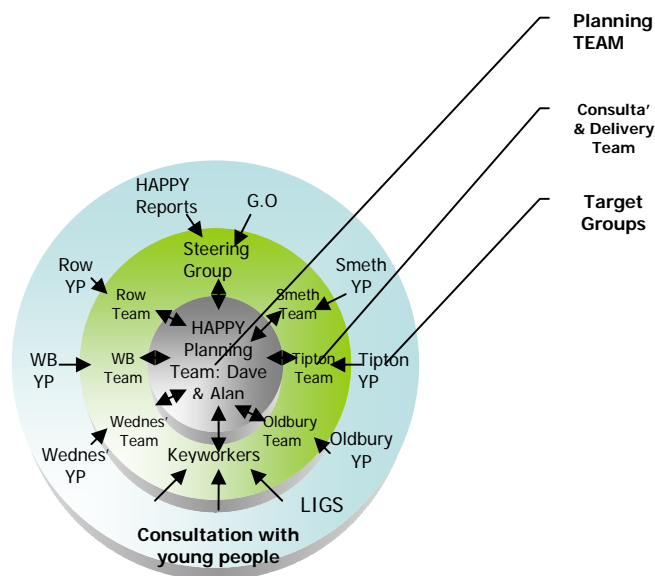 Planning
TEAM
Consulta'
& Delivery
Team
Target
Groups
HAPPY
Reports
G.O
Steering
Group
Row
YP
Row
Team
Smeth
YP
Smeth
Team
HAPPY
Planning
Team: Dave
& Alan
WB
YP
WB
Team
Tipton
Team
Tipton
YP
Wednes'
YP
Wednes'
Team
Oldbury
Team
Oldbury
YP
Keyworkers
LIGS
Consultation with
young people